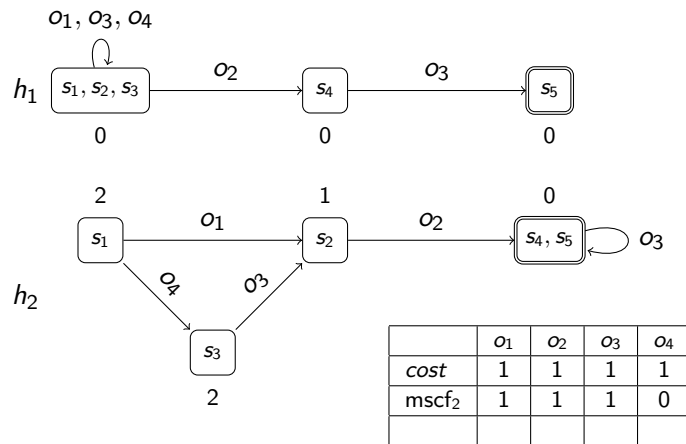 o₁, o₃, o₄
h₁ s₁, s₂, s₃ o₂ s₄ o₃ s₅
0 0 0
2 1 0
s₁ o₁ s₂ o₂ s₄, s₅ o₃
o₄ o₃
h₂
s₃
2
o₁ o₂ o₃ o₄
cost 1 1 1 1
mscf₂ 1 1 1 0